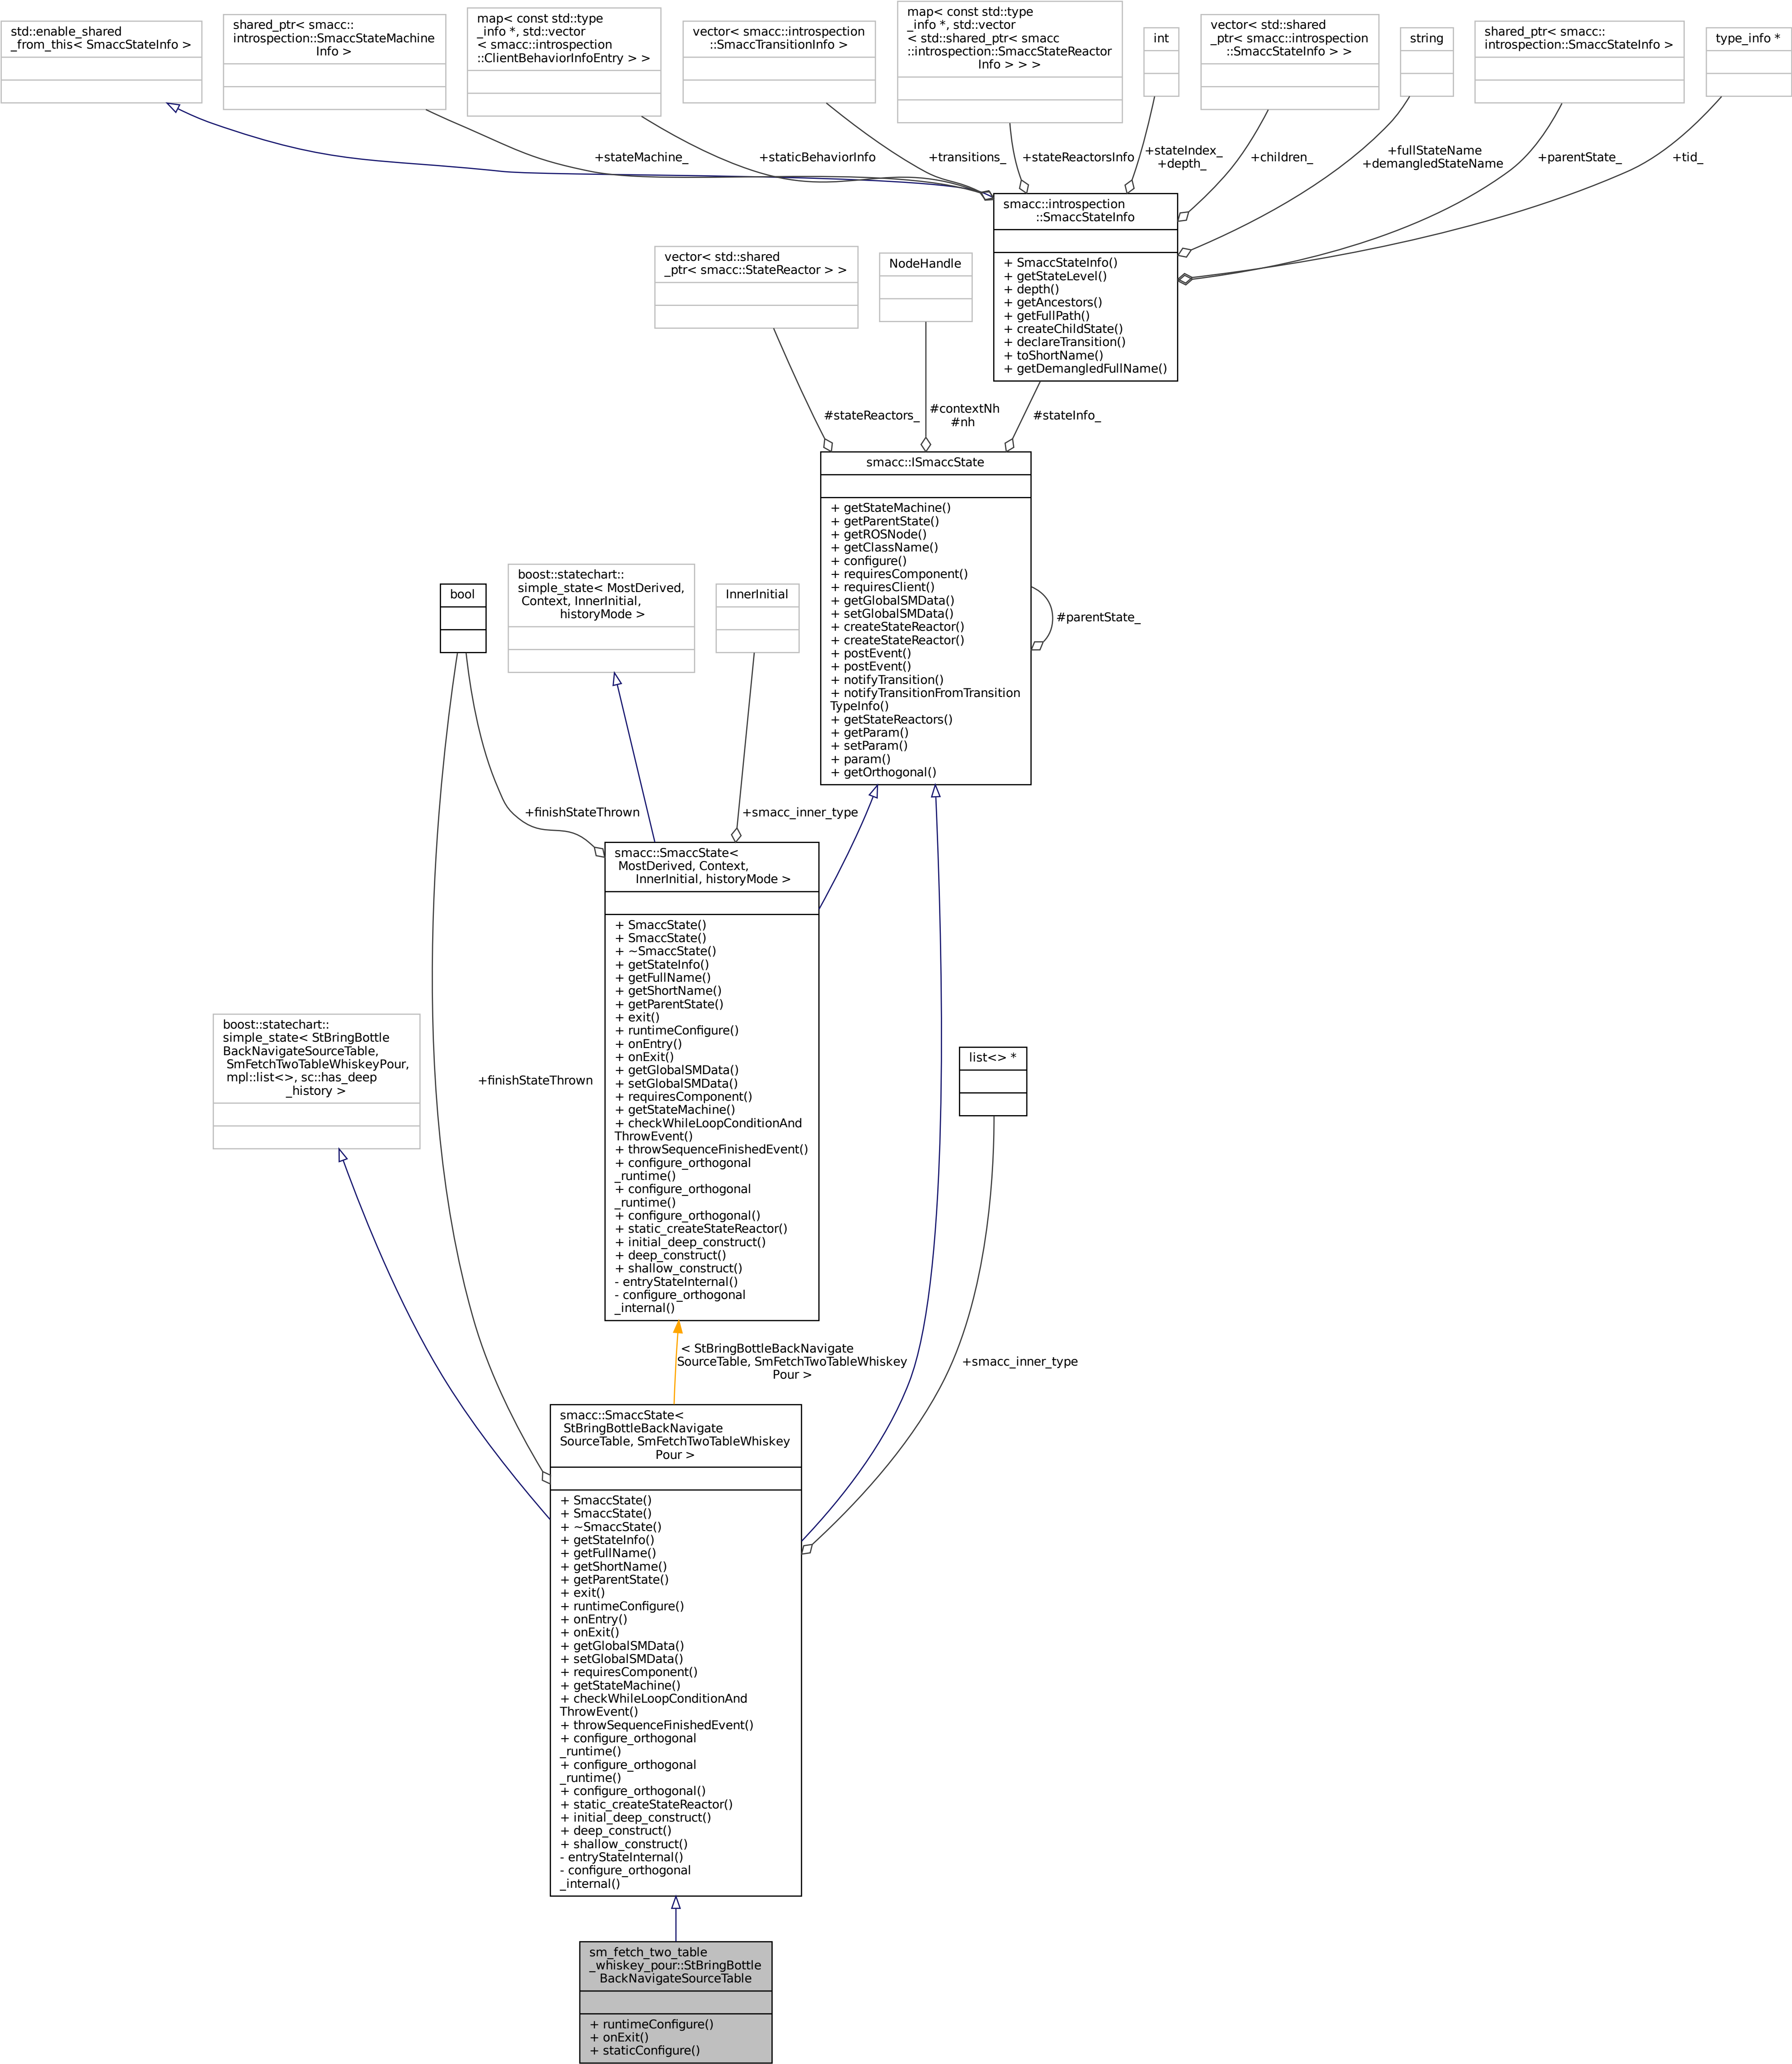 std::enable_shared
_from_this< SmaccStateInfo >
shared_ptr< smacc::
introspection::SmaccStateMachine
Info >
map< const std::type
_info *, std::vector
< smacc::introspection
::ClientBehaviorInfoEntry > >
vector< smacc::introspection
::SmaccTransitionInfo >
map< const std::type
_info *, std::vector
< std::shared_ptr< smacc
::introspection::SmaccStateReactor
Info > > >
int
vector< std::shared
_ptr< smacc::introspection
::SmaccStateInfo > >
string
shared_ptr< smacc::
introspection::SmaccStateInfo >
type_info *
+stateMachine_
+staticBehaviorInfo
+transitions_
+stateReactorsInfo
+stateIndex_
+depth_
+children_
+fullStateName
+demangledStateName
+parentState_
+tid_
smacc::introspection
::SmaccStateInfo
+ SmaccStateInfo()
+ getStateLevel()
+ depth()
+ getAncestors()
+ getFullPath()
+ createChildState()
+ declareTransition()
+ toShortName()
+ getDemangledFullName()
vector< std::shared
_ptr< smacc::StateReactor > >
NodeHandle
#stateReactors_
#contextNh
#nh
#stateInfo_
smacc::ISmaccState
+ getStateMachine()
+ getParentState()
+ getROSNode()
+ getClassName()
+ configure()
+ requiresComponent()
+ requiresClient()
+ getGlobalSMData()
+ setGlobalSMData()
+ createStateReactor()
+ createStateReactor()
+ postEvent()
+ postEvent()
+ notifyTransition()
+ notifyTransitionFromTransition
TypeInfo()
+ getStateReactors()
+ getParam()
+ setParam()
+ param()
+ getOrthogonal()
#parentState_
bool
boost::statechart::
simple_state< MostDerived,
Context, InnerInitial,
historyMode >
InnerInitial
+finishStateThrown
+smacc_inner_type
smacc::SmaccState<
MostDerived, Context,
InnerInitial, historyMode >
+ SmaccState()
+ SmaccState()
+ ~SmaccState()
+ getStateInfo()
+ getFullName()
+ getShortName()
+ getParentState()
+ exit()
+ runtimeConfigure()
+ onEntry()
+ onExit()
+ getGlobalSMData()
+ setGlobalSMData()
+ requiresComponent()
+ getStateMachine()
+ checkWhileLoopConditionAnd
ThrowEvent()
+ throwSequenceFinishedEvent()
+ configure_orthogonal
_runtime()
+ configure_orthogonal
_runtime()
+ configure_orthogonal()
+ static_createStateReactor()
+ initial_deep_construct()
+ deep_construct()
+ shallow_construct()
- entryStateInternal()
- configure_orthogonal
_internal()
boost::statechart::
simple_state< StBringBottle
BackNavigateSourceTable,
SmFetchTwoTableWhiskeyPour,
mpl::list<>, sc::has_deep
_history >
+finishStateThrown
list<> *
< StBringBottleBackNavigate
SourceTable, SmFetchTwoTableWhiskey
Pour >
+smacc_inner_type
smacc::SmaccState<
StBringBottleBackNavigate
SourceTable, SmFetchTwoTableWhiskey
Pour >
+ SmaccState()
+ SmaccState()
+ ~SmaccState()
+ getStateInfo()
+ getFullName()
+ getShortName()
+ getParentState()
+ exit()
+ runtimeConfigure()
+ onEntry()
+ onExit()
+ getGlobalSMData()
+ setGlobalSMData()
+ requiresComponent()
+ getStateMachine()
+ checkWhileLoopConditionAnd
ThrowEvent()
+ throwSequenceFinishedEvent()
+ configure_orthogonal
_runtime()
+ configure_orthogonal
_runtime()
+ configure_orthogonal()
+ static_createStateReactor()
+ initial_deep_construct()
+ deep_construct()
+ shallow_construct()
- entryStateInternal()
- configure_orthogonal
_internal()
sm_fetch_two_table
_whiskey_pour::StBringBottle
BackNavigateSourceTable
+ runtimeConfigure()
+ onExit()
+ staticConfigure()